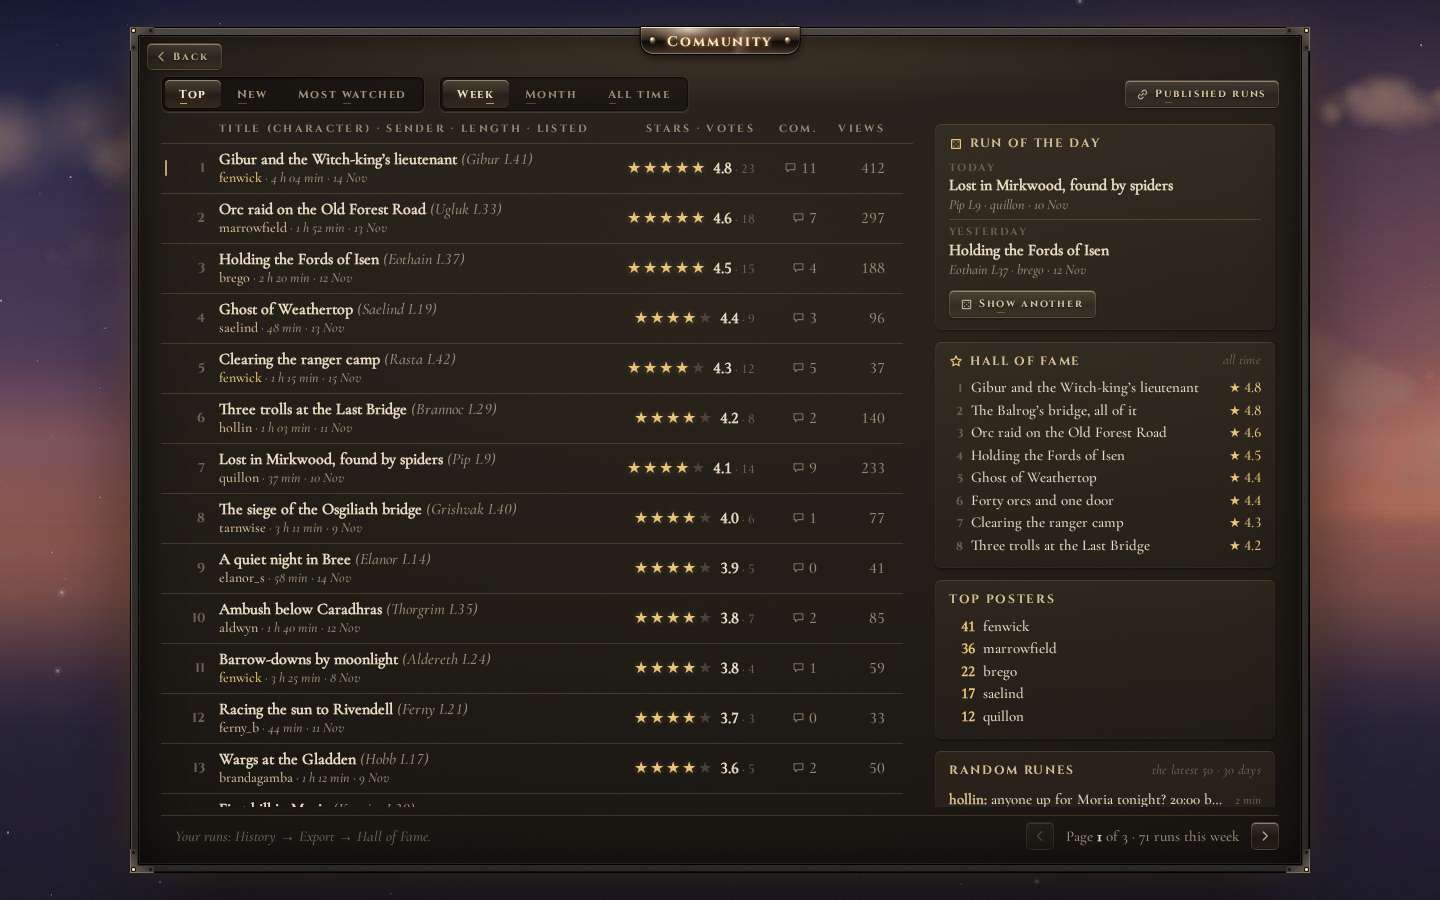 Community
Back
Top New Most watched
Week Month All time
Published runs
Title (Character) · Sender · Length · Listed Stars · Votes Com. Views
1 Gibur and the Witch-king's lieutenant (Gibur L41) ★★★★★ 4.8 · 23 11 412
fenwick · 4 h 04 min · 14 Nov
2 Orc raid on the Old Forest Road (Ugluk L33) ★★★★★ 4.6 · 18 7 297
marrowfield · 1 h 52 min · 13 Nov
3 Holding the Fords of Isen (Eothain L37) ★★★★★ 4.5 · 15 4 188
brego · 2 h 20 min · 12 Nov
4 Ghost of Weathertop (Saelind L19) ★★★★★ 4.4 · 9 3 96
saelind · 48 min · 13 Nov
5 Clearing the ranger camp (Rasta L42) ★★★★★ 4.3 · 12 5 37
fenwick · 1 h 15 min · 15 Nov
6 Three trolls at the Last Bridge (Brannoc L29) ★★★★★ 4.2 · 8 2 140
hollin · 1 h 03 min · 11 Nov
7 Lost in Mirkwood, found by spiders (Pip L9) ★★★★★ 4.1 · 14 9 233
quillon · 37 min · 10 Nov
8 The siege of the Osgiliath bridge (Grishvak L40) ★★★★★ 4.0 · 6 1 77
tarnwise · 3 h 11 min · 9 Nov
9 A quiet night in Bree (Elanor L14) ★★★★★ 3.9 · 5 0 41
elanor_s · 58 min · 14 Nov
10 Ambush below Caradhras (Thorgrim L35) ★★★★★ 3.8 · 7 2 85
aldwyn · 1 h 40 min · 12 Nov
11 Barrow-downs by moonlight (Aldereth L24) ★★★★★ 3.8 · 4 1 59
fenwick · 3 h 25 min · 8 Nov
12 Racing the sun to Rivendell (Ferny L21) ★★★★★ 3.7 · 3 0 33
ferny_b · 44 min · 11 Nov
13 Wargs at the Gladden (Hobb L17) ★★★★★ 3.6 · 5 2 50
brandagamba · 1 h 12 min · 9 Nov
Run of the day
Today
Lost in Mirkwood, found by spiders
Pip L9 · quillon · 10 Nov
Yesterday
Holding the Fords of Isen
Eothain L37 · brego · 12 Nov
Show another
Hall of Fame all time
1 Gibur and the Witch-king's lieutenant ★ 4.8
2 The Balrog's bridge, all of it ★ 4.8
3 Orc raid on the Old Forest Road ★ 4.6
4 Holding the Fords of Isen ★ 4.5
5 Ghost of Weathertop ★ 4.4
6 Forty orcs and one door ★ 4.4
7 Clearing the ranger camp ★ 4.3
8 Three trolls at the Last Bridge ★ 4.2
Top posters
41 fenwick
36 marrowfield
22 brego
17 saelind
12 quillon
Random runes the latest 50 · 30 days
hollin: anyone up for Moria tonight? 20:00 b... 2 min
Your runs: History → Export → Hall of Fame.
Page 1 of 3 · 71 runs this week